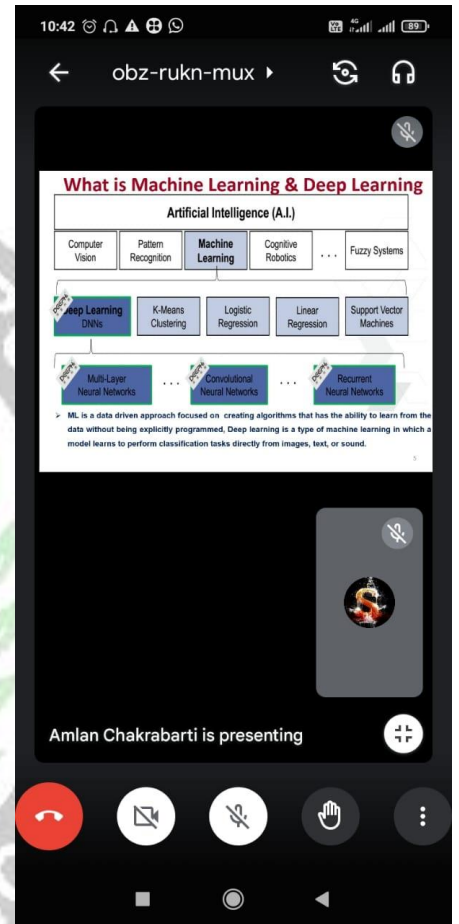 10:42 4G 89
obz-rukn-mux
What is Machine Learning & Deep Learning
Artificial Intelligence (A.I.)
Computer Vision
Pattern Recognition
Machine Learning
Cognitive Robotics
. . .
Fuzzy Systems
Deep Learning DNNs
K-Means Clustering
Logistic Regression
Linear Regression
Support Vector Machines
Multi-Layer Neural Networks
. . .
Convolutional Neural Networks
. . .
Recurrent Neural Networks
➢ ML is a data driven approach focused on creating algorithms that has the ability to learn from the
data without being explicitly programmed, Deep learning is a type of machine learning in which a
model learns to perform classification tasks directly from images, text, or sound.
5
S
Amlan Chakrabarti is presenting